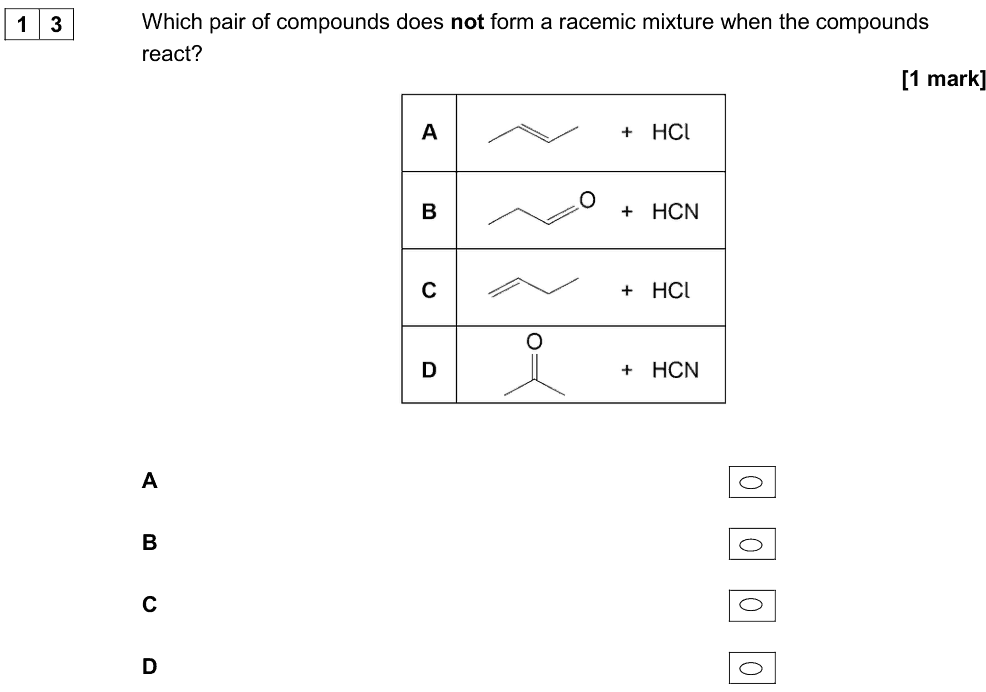 1 3 Which pair of compounds does not form a racemic mixture when the compounds
react?
[1 mark]
A + HCl
O
B + HCN
C + HCl
O
D + HCN
A
B
C
D